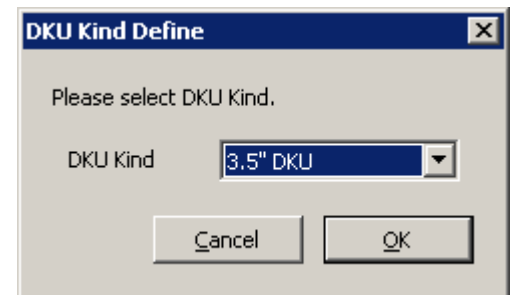 DKU Kind Define
Please select DKU Kind.
DKU Kind 3.5" DKU
Cancel OK